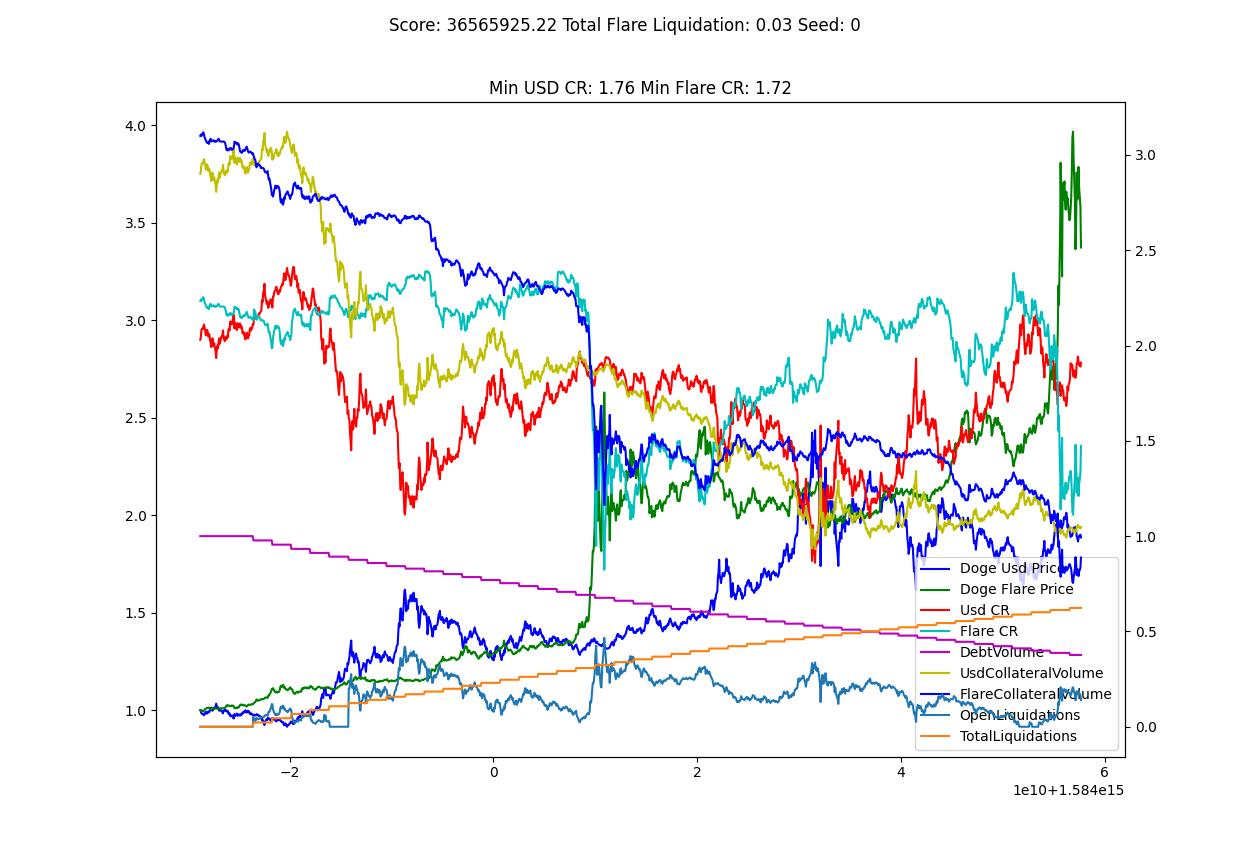 Score: 36565925.22 Total Flare Liquidation: 0.03 Seed: 0
Min USD CR: 1.76 Min Flare CR: 1.72
4.0
3.5
3.0
2.5
2.0
1.5
1.0
3.0
2.5
2.0
1.5
1.0
0.5
0.0
Doge Usd Price
Doge Flare Price
Usd CR
Flare CR
DebtVolume
UsdCollateralVolume
FlareCollateralVolume
OpenLiquidations
TotalLiquidations
−2 0 2 4 6
1e10+1.584e15